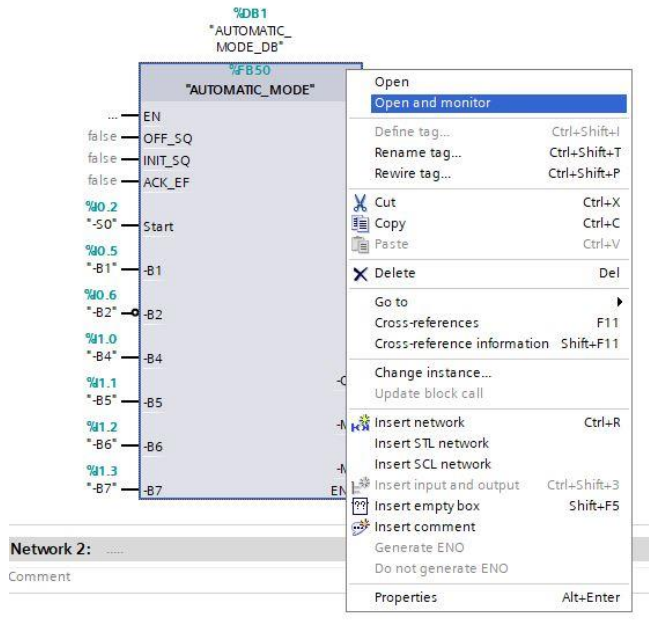 %DB1
"AUTOMATIC_
MODE_DB"
%FB50
"AUTOMATIC_MODE"
... EN
false OFF_SQ
false INIT_SQ
false ACK_EF
%I0.2
"-S0" Start
%I0.5
"-B1" -B1
%I0.6
"-B2" -B2
%I1.0
"-B4" -B4
%I1.1
"-B5" -B5
%I1.2
"-B6" -B6
%I1.3
"-B7" -B7
EN
Open
Open and monitor
Define tag... Ctrl+Shift+I
Rename tag... Ctrl+Shift+T
Rewire tag... Ctrl+Shift+P
Cut Ctrl+X
Copy Ctrl+C
Paste Ctrl+V
Delete Del
Go to
Cross-references F11
Cross-reference information Shift+F11
Change instance...
Update block call
Insert network Ctrl+R
Insert STL network
Insert SCL network
Insert input and output Ctrl+Shift+3
Insert empty box Shift+F5
Insert comment
Generate ENO
Do not generate ENO
Properties Alt+Enter
Network 2: .....
Comment